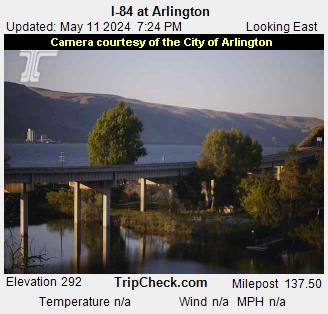 I-84 at Arlington
Updated: May 11 2024 7:24 PM Looking East
Camera courtesy of the City of Arlington
Elevation 292 TripCheck.com Milepost 137.50
Temperature n/a Wind n/a MPH n/a